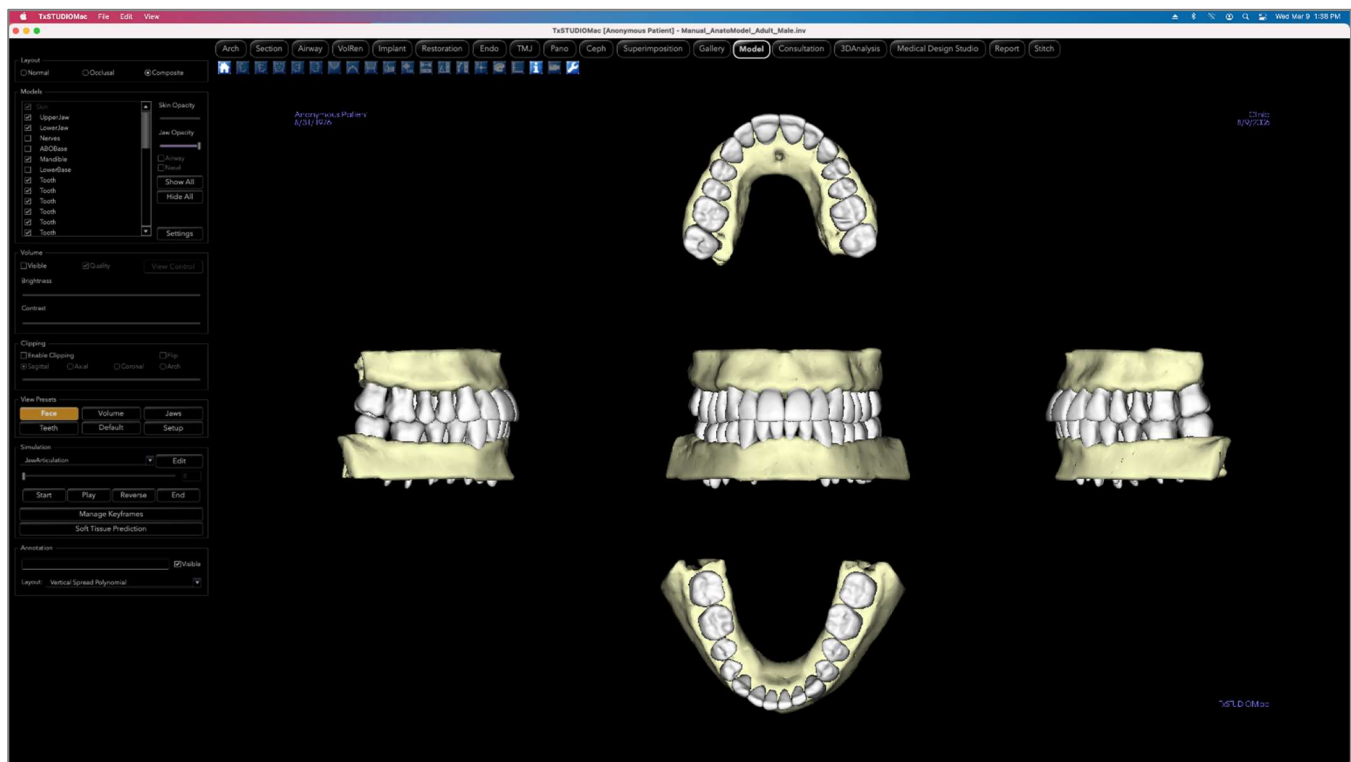 TxSTUDIOMac File Edit View Wed Mar 9 1:38 PM
TxSTUDIOMac [Anonymous Patient] - Manual_AnatoModel_Adult_Male.inv
Arch Section Airway VolRen Implant Restoration Endo TMJ Pano Ceph Superimposition Gallery Model Consultation 3DAnalysis Medical Design Studio Report Stitch
Layout
Normal Occlusal Composite
Models
Skin
UpperJaw
LowerJaw
Nerves
ABOBase
Mandible
LowerBase
Tooth
Tooth
Tooth
Tooth
Tooth
Tooth
Skin Opacity
Jaw Opacity
Airway
Nasal
Show All
Hide All
Settings
Volume
Visible Quality View Control
Brightness
Contrast
Clipping
Enable Clipping Flip
Sagittal Axial Coronal Arch
View Presets
Face Volume Jaws
Teeth Default Setup
Simulation
JawArticulation Edit
0
Start Play Reverse End
Manage Keyframes
Soft Tissue Prediction
Annotation
Visible
Layout: Vertical Spread Polynomial
Anonymous Patient
Clinic
TxSTUDIOMac